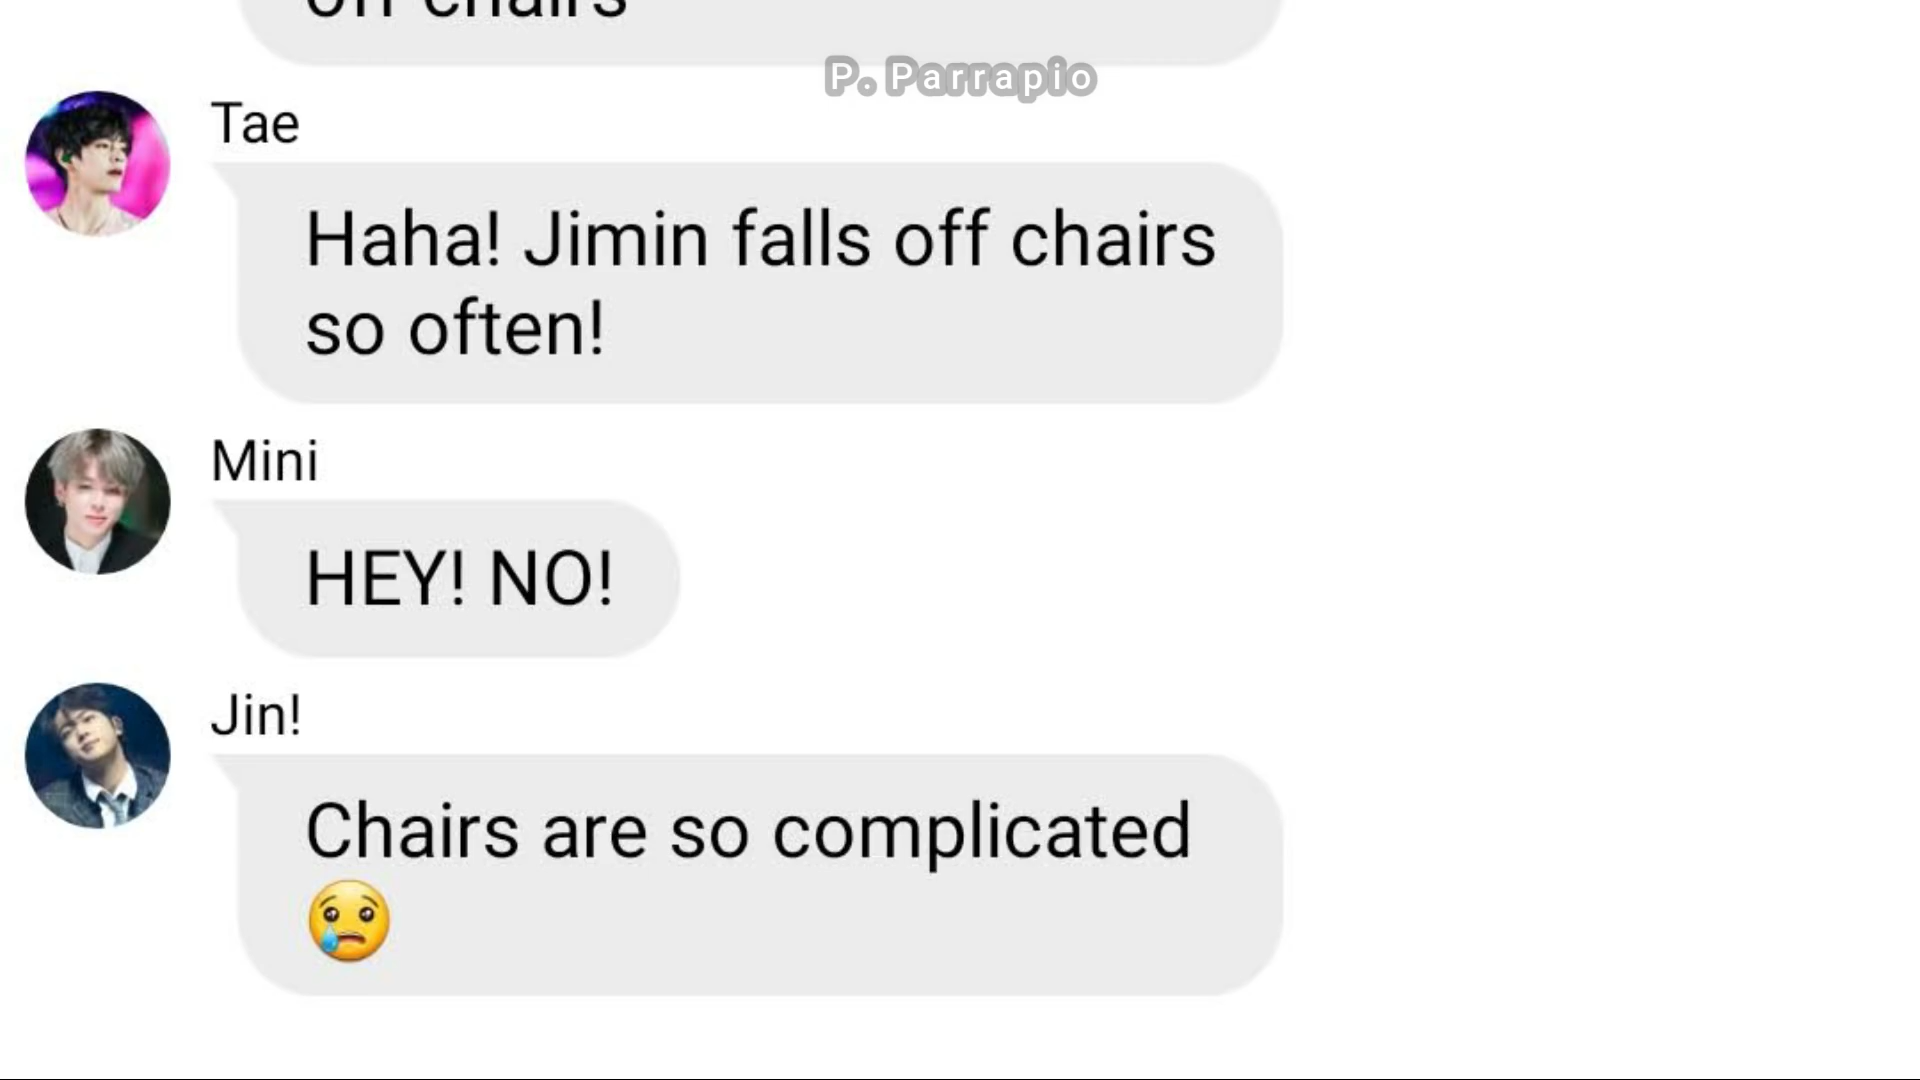 off chairs
P. Parrapio
Tae
Haha! Jimin falls off chairs
so often!
Mini
HEY! NO!
Jin!
Chairs are so complicated
😢